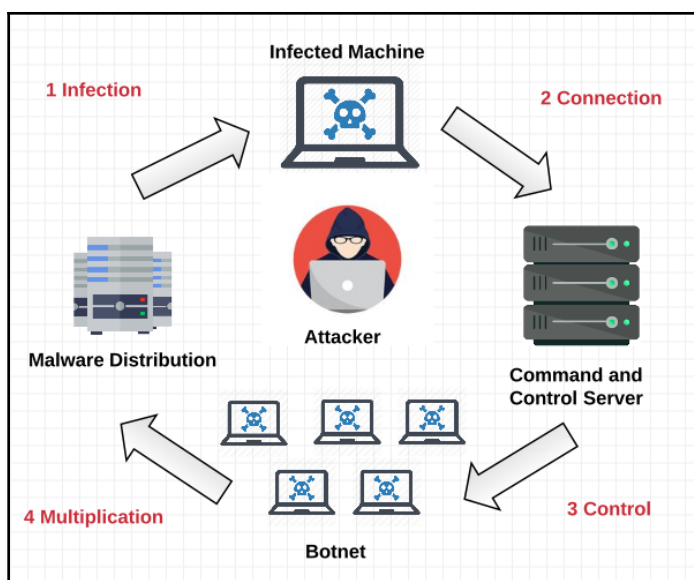 Infected Machine
1 Infection
2 Connection
Attacker
Malware Distribution
Command and
Control Server
4 Multiplication
3 Control
Botnet